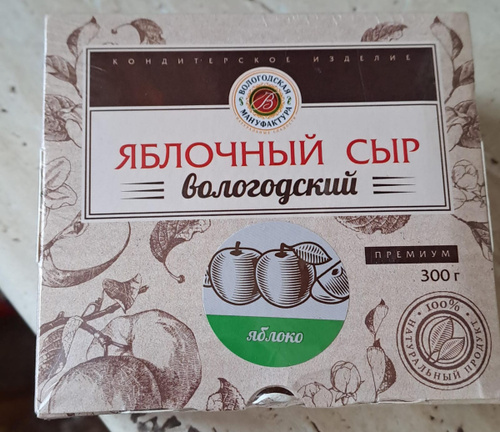 КОНДИТЕРСКОЕ ИЗДЕЛИЕ
ВОЛОГОДСКАЯ
В
МАНУФАКТУРА
ЯБЛОЧНЫЙ СЫР
вологодский
ПРЕМИУМ
300 г
яблоко
100%
НАТУРАЛЬНЫЙ ПРОДУКТ